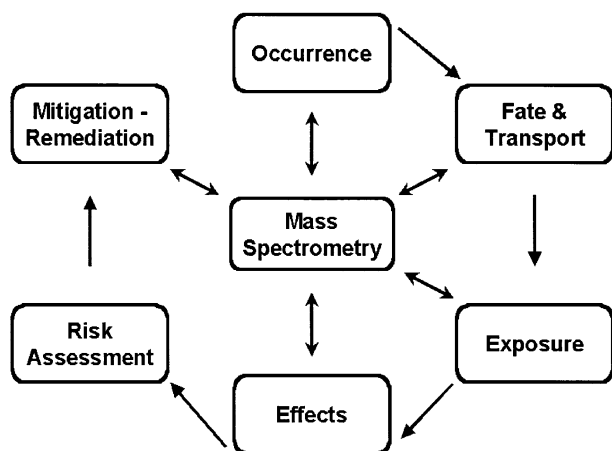 Occurrence
Mitigation -
Remediation
Fate &
Transport
Mass
Spectrometry
Risk
Assessment
Exposure
Effects